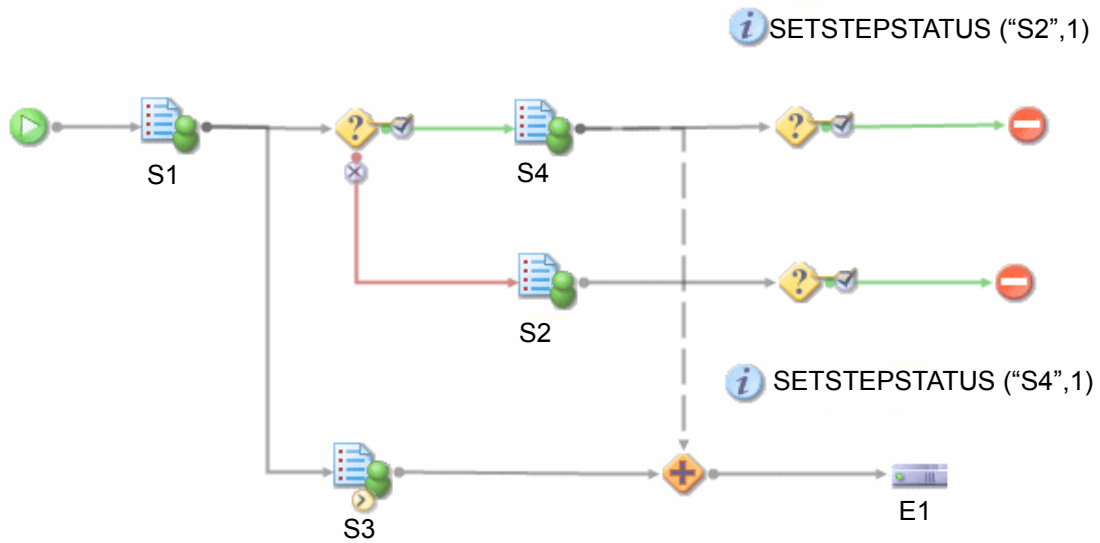 SETSTEPSTATUS (“S2”,1)
S1
S4
S2
SETSTEPSTATUS (“S4”,1)
S3
E1